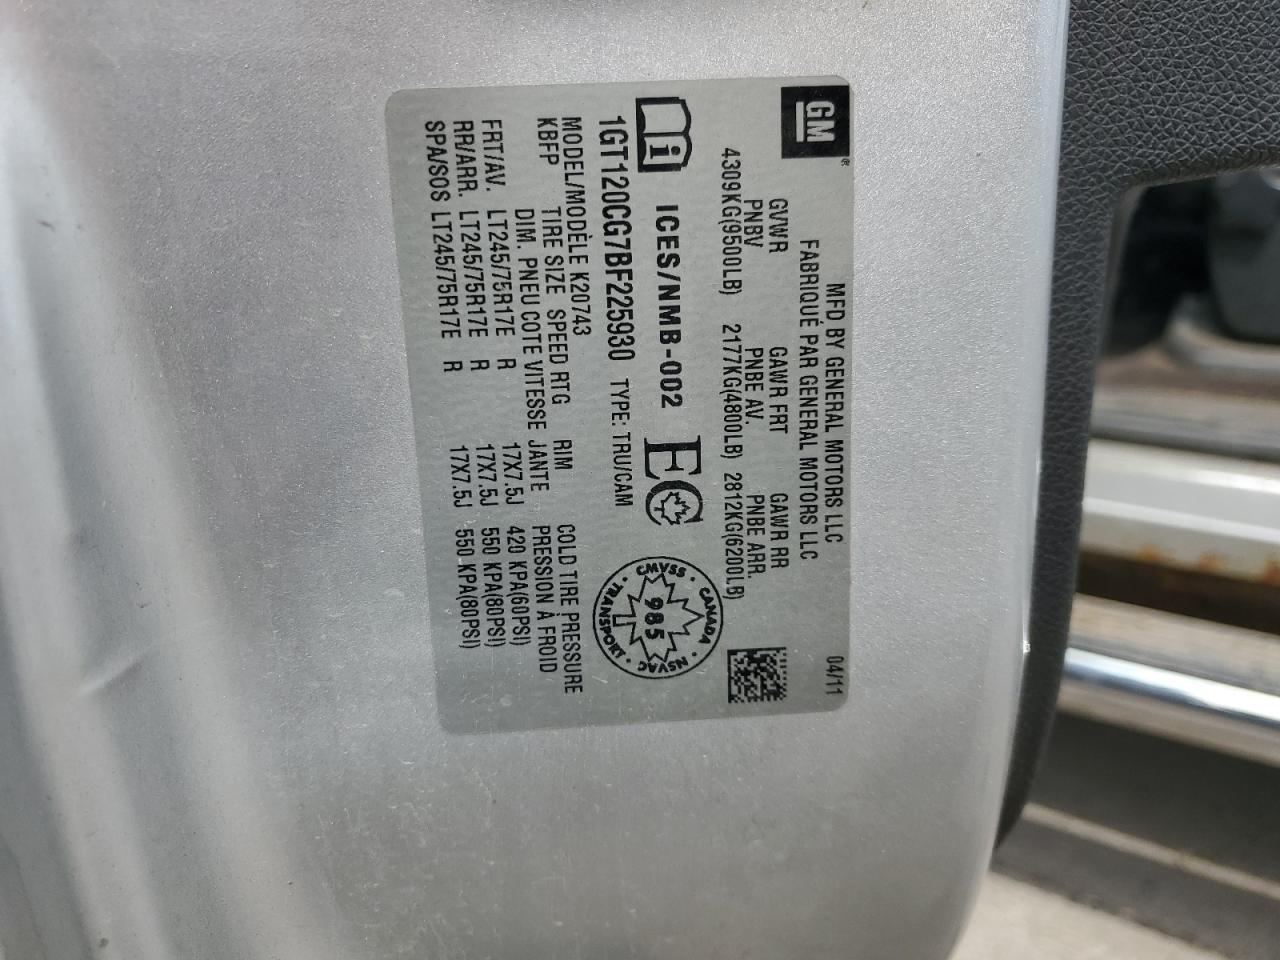 GM
®
MFD BY GENERAL MOTORS LLC 04/11
FABRIQUÉ PAR GENERAL MOTORS LLC
GVWR GAWR FRT GAWR RR
PNBV PNBE AV. PNBE ARR.
4309KG(9500LB) 2177KG(4800LB) 2812KG(6200LB)
i ICES/NMB-002 EC
CMVSS · CANADA · NSVAC · TRANSPORT ·
985
1GT120CG7BF225930 TYPE: TRU/CAM
MODEL/MODÈLE K20743
KBFP TIRE SIZE SPEED RTG RIM COLD TIRE PRESSURE
DIM. PNEU COTE VITESSE JANTE PRESSION À FROID
FRT/AV. LT245/75R17E R 17X7.5J 420 KPA(60PSI)
RR/ARR. LT245/75R17E R 17X7.5J 550 KPA(80PSI)
SPA/SOS LT245/75R17E R 17X7.5J 550 KPA(80PSI)